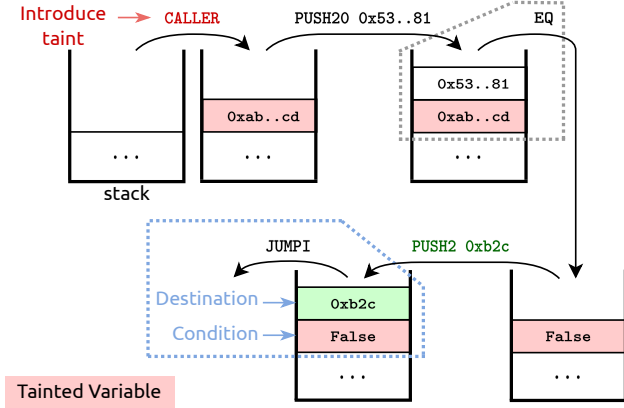 Introduce
taint
CALLER
PUSH20 0x53..81
EQ
0x53..81
0xab..cd
0xab..cd
...
...
...
stack
JUMPI
PUSH2 0xb2c
Destination
0xb2c
Condition
False
False
...
...
Tainted Variable